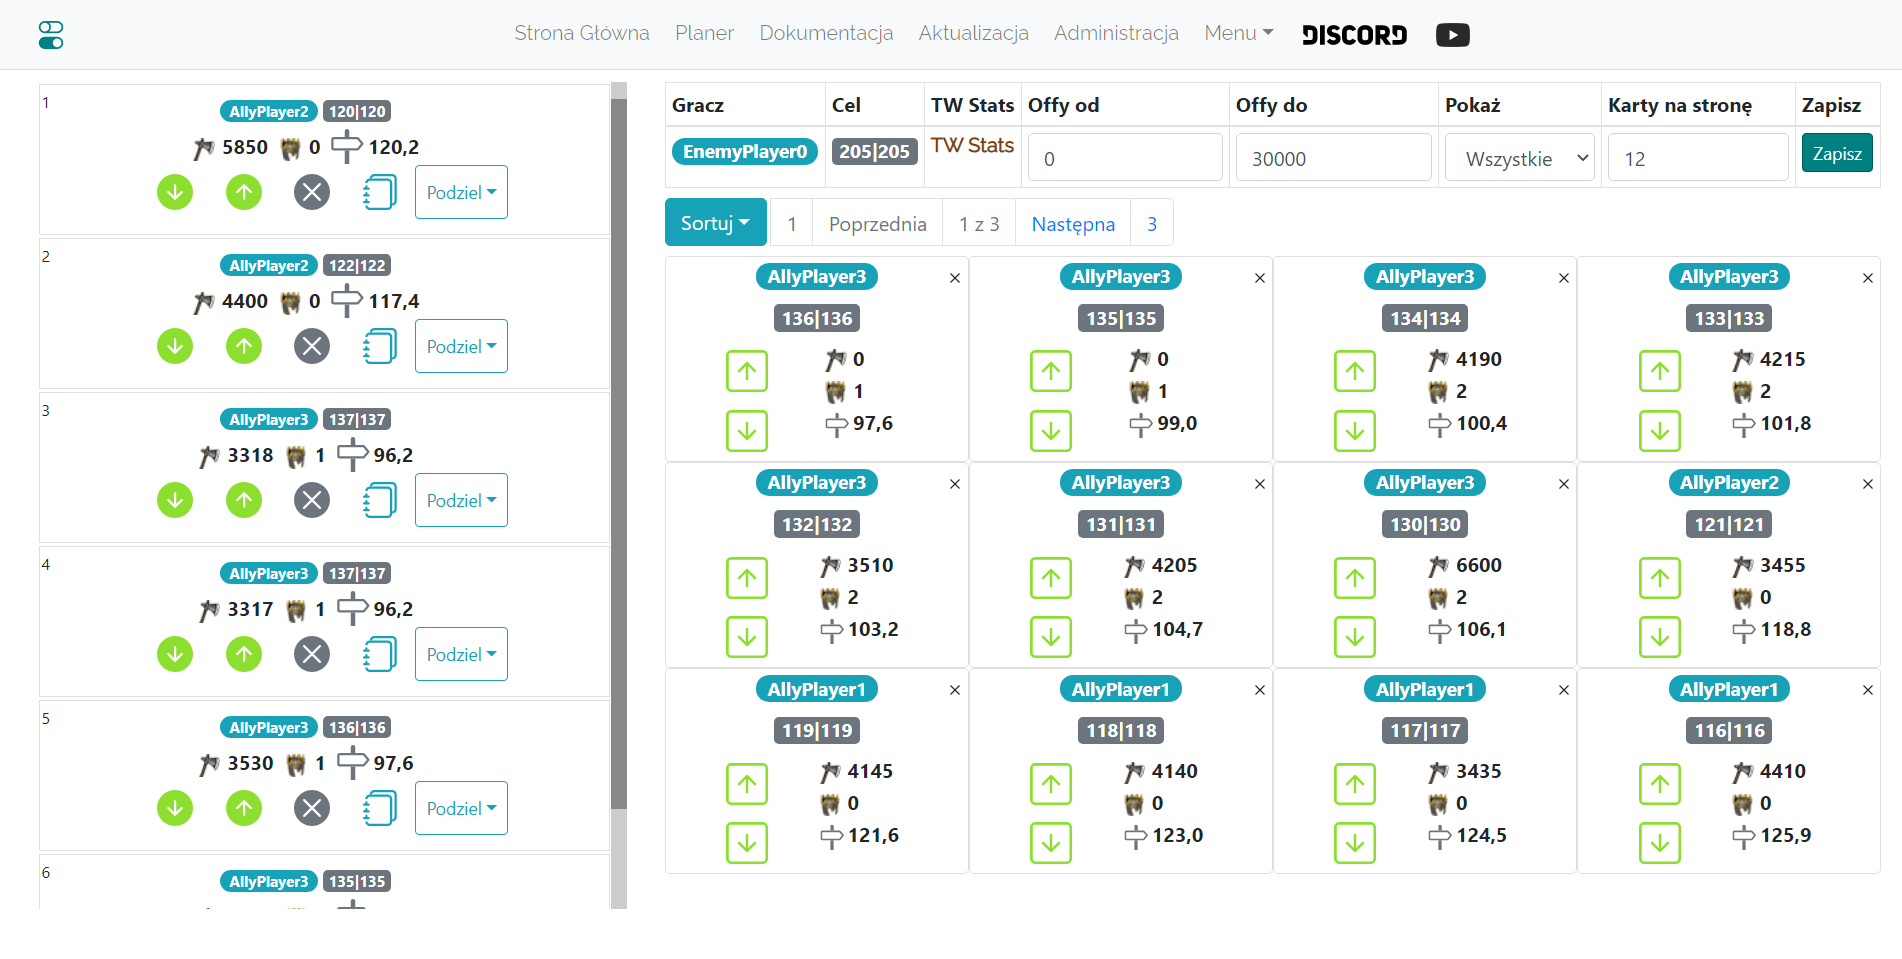 Strona Główna Planer Dokumentacja Aktualizacja Administracja Menu DISCORD
1
AllyPlayer2 120|120
5850 0 120,2
Podziel
2
AllyPlayer2 122|122
4400 0 117,4
Podziel
3
AllyPlayer3 137|137
3318 1 96,2
Podziel
4
AllyPlayer3 137|137
3317 1 96,2
Podziel
5
AllyPlayer3 136|136
3530 1 97,6
Podziel
6
AllyPlayer3 135|135
Gracz Cel TW Stats Offy od Offy do Pokaż Karty na stronę Zapisz
EnemyPlayer0 205|205 TW Stats 0 30000 Wszystkie 12 Zapisz
Sortuj 1 Poprzednia 1 z 3 Następna 3
AllyPlayer3 × AllyPlayer3 × AllyPlayer3 × AllyPlayer3 ×
136|136 135|135 134|134 133|133
0 0 4190 4215
1 1 2 2
97,6 99,0 100,4 101,8
AllyPlayer3 × AllyPlayer3 × AllyPlayer3 × AllyPlayer2 ×
132|132 131|131 130|130 121|121
3510 4205 6600 3455
2 2 2 0
103,2 104,7 106,1 118,8
AllyPlayer1 × AllyPlayer1 × AllyPlayer1 × AllyPlayer1 ×
119|119 118|118 117|117 116|116
4145 4140 3435 4410
0 0 0 0
121,6 123,0 124,5 125,9